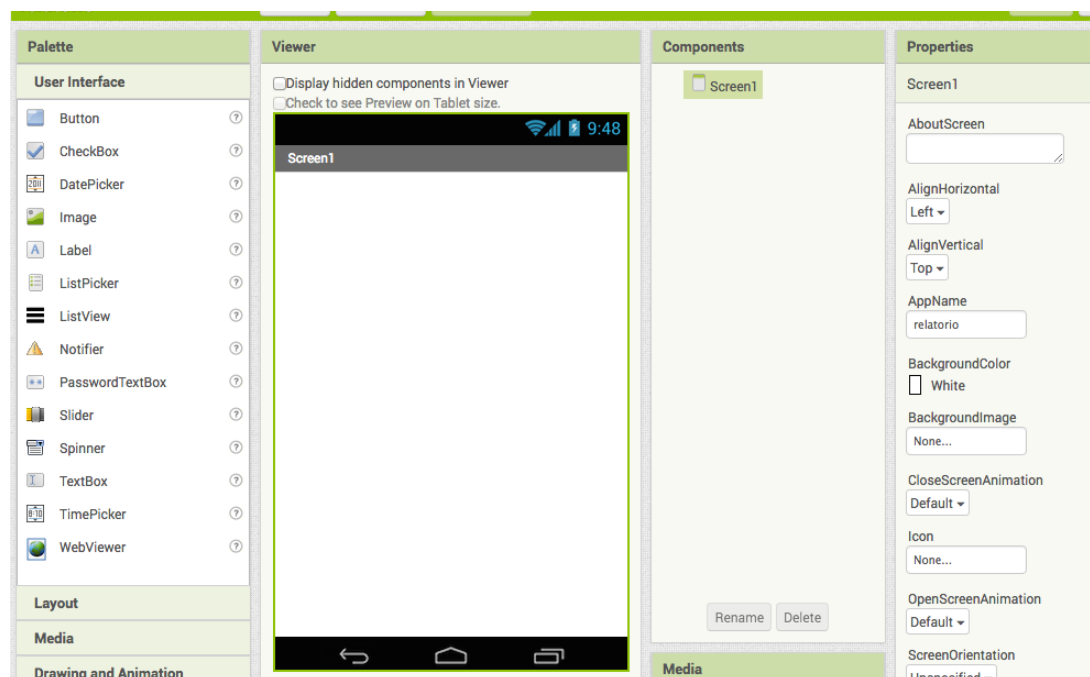 Palette
User Interface
Button
CheckBox
DatePicker
Image
Label
ListPicker
ListView
Notifier
PasswordTextBox
Slider
Spinner
TextBox
TimePicker
WebViewer
Layout
Media
Drawing and Animation
Viewer
Display hidden components in Viewer
Check to see Preview on Tablet size.
9:48
Screen1
Components
Screen1
Rename Delete
Media
Properties
Screen1
AboutScreen
AlignHorizontal
Left
AlignVertical
Top
AppName
relatorio
BackgroundColor
White
BackgroundImage
None...
CloseScreenAnimation
Default
Icon
None...
OpenScreenAnimation
Default
ScreenOrientation
Unspecified